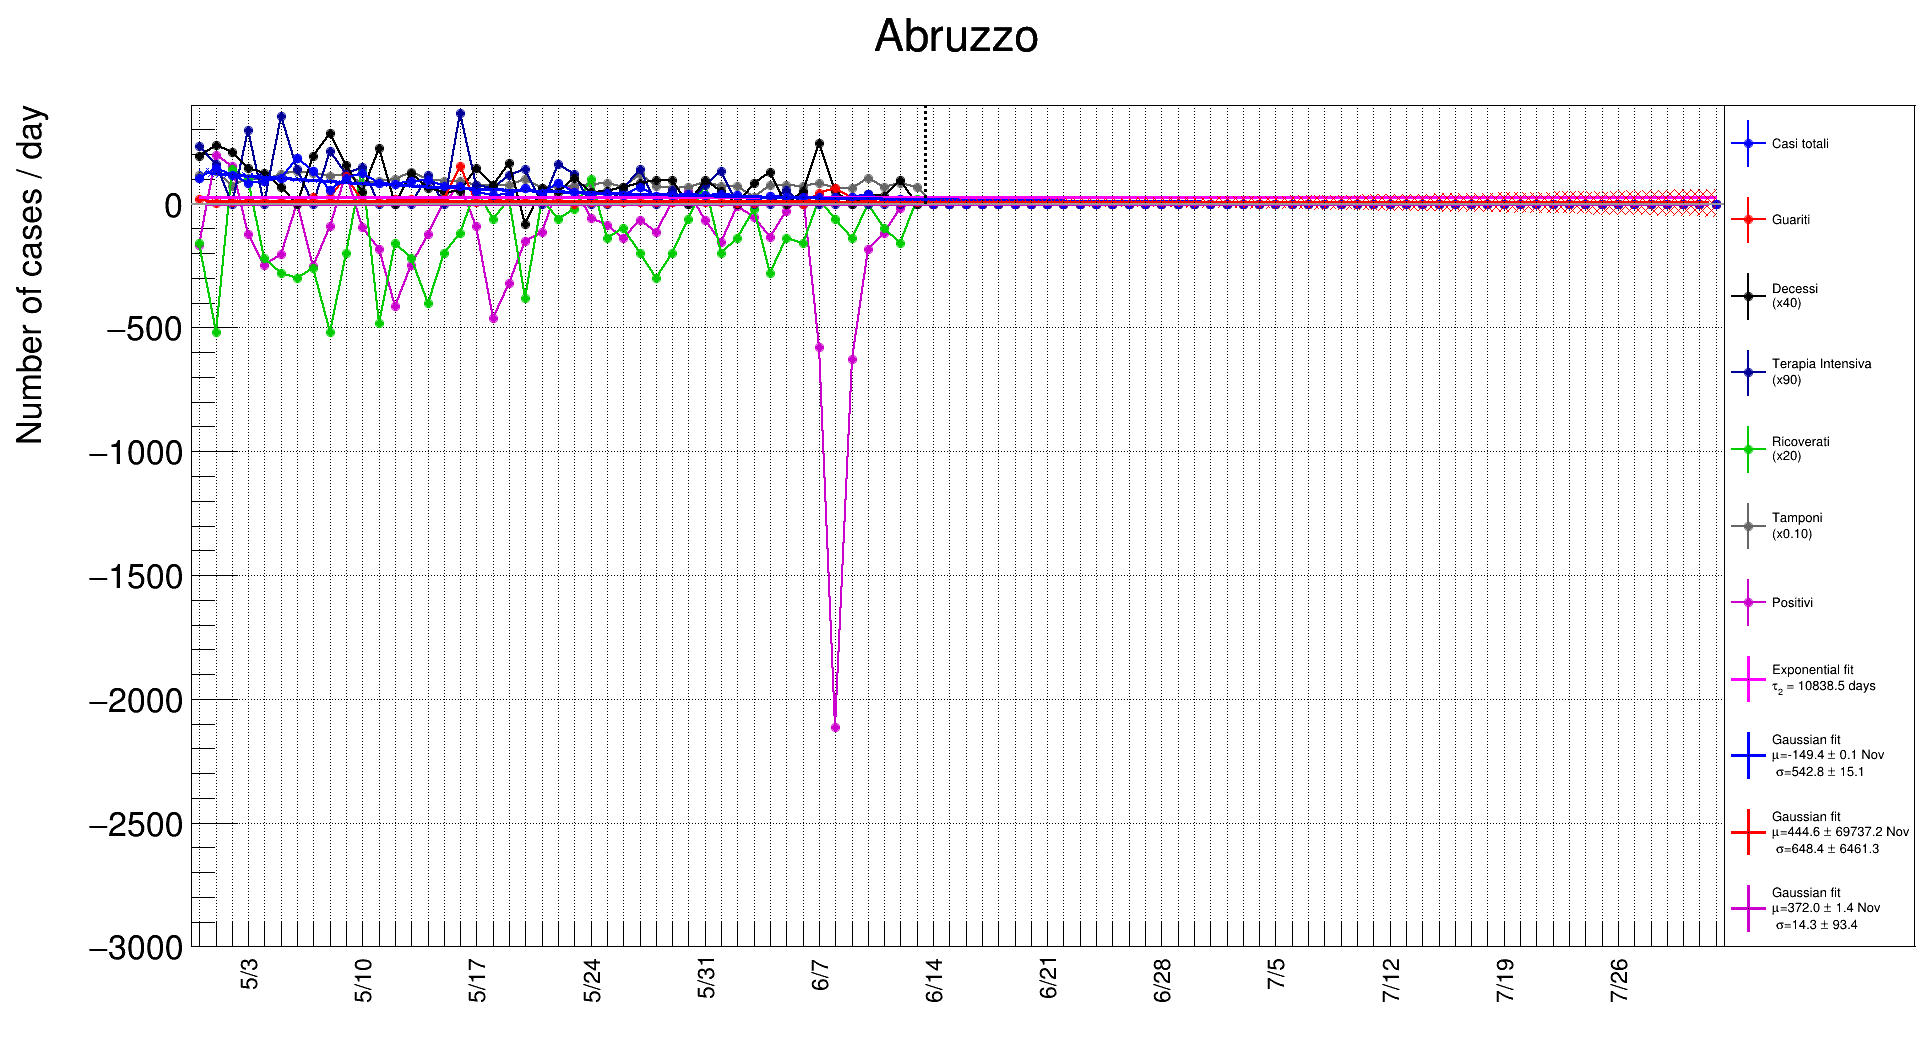 Abruzzo
Number of cases / day
0
−500
−1000
−1500
−2000
−2500
−3000
5/3
5/10
5/17
5/24
5/31
6/7
6/14
6/21
6/28
7/5
7/12
7/19
7/26
Casi totali
Guariti
Decessi
(x40)
Terapia Intensiva
(x90)
Ricoverati
(x20)
Tamponi
(x0.10)
Positivi
Exponential fit
τ2 = 10838.5 days
Gaussian fit
μ=-149.4 ± 0.1 Nov
σ=542.8 ± 15.1
Gaussian fit
μ=444.6 ± 69737.2 Nov
σ=648.4 ± 6461.3
Gaussian fit
μ=372.0 ± 1.4 Nov
σ=14.3 ± 93.4